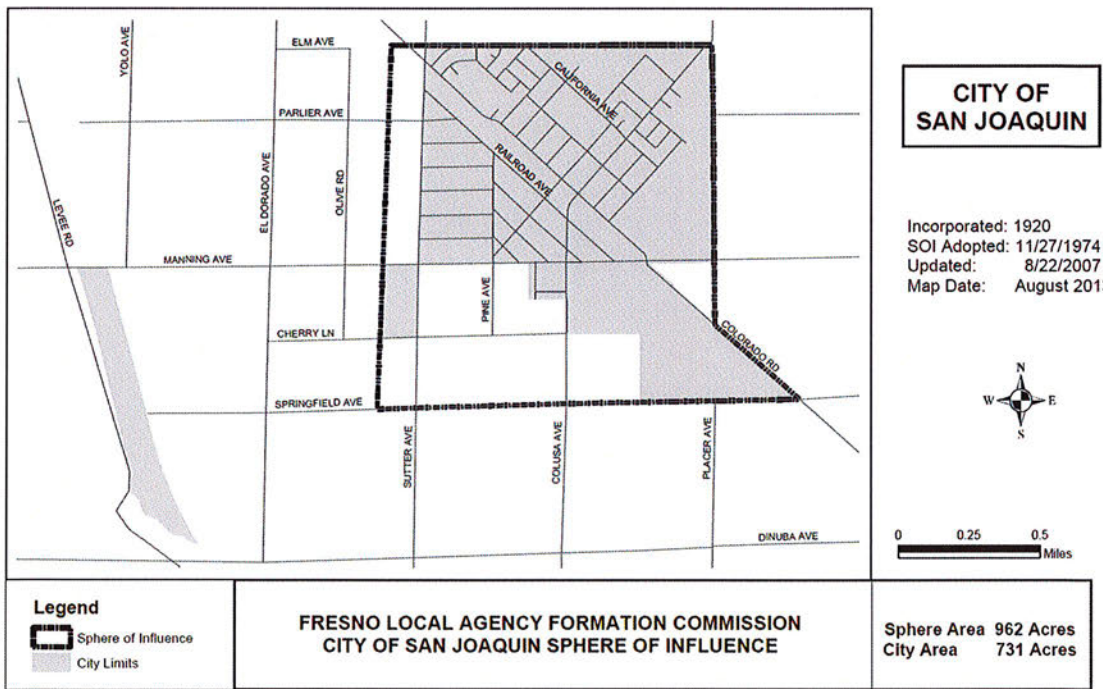 YOLO AVE
ELM AVE
CALIFORNIA AVE
PARLIER AVE
RAILROAD AVE
EL DORADO AVE
OLIVE RD
LEVEE RD
MANNING AVE
PINE AVE
CHERRY LN
COLORADO RD
SPRINGFIELD AVE
SUTTER AVE
COLUSA AVE
PLACER AVE
DINUBA AVE
CITY OF
SAN JOAQUIN
Incorporated: 1920
SOI Adopted: 11/27/1974
Updated: 8/22/2007
Map Date: August 201
N
W E
S
0 0.25 0.5
Miles
Legend
Sphere of Influence
City Limits
FRESNO LOCAL AGENCY FORMATION COMMISSION
CITY OF SAN JOAQUIN SPHERE OF INFLUENCE
Sphere Area 962 Acres
City Area 731 Acres